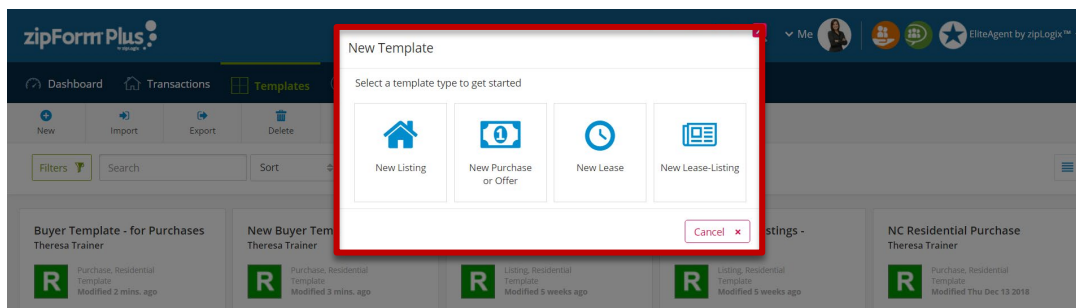 zipForm Plus
by zipLogix
Me
EliteAgent by zipLogix™
Dashboard
Transactions
Templates
New
Import
Export
Delete
Filters
Search
Sort
New Template
Select a template type to get started
New Listing
New Purchase
or Offer
New Lease
New Lease-Listing
Cancel ×
Buyer Template - for Purchases
Theresa Trainer
R
Purchase, Residential
Template
Modified 2 mins. ago
New Buyer Tem
Theresa Trainer
R
Purchase, Residential
Template
Modified 3 mins. ago
R
Listing, Residential
Template
Modified 5 weeks ago
stings -
R
Listing, Residential
Template
Modified 5 weeks ago
NC Residential Purchase
Theresa Trainer
R
Purchase, Residential
Template
Modified Thu Dec 13 2018